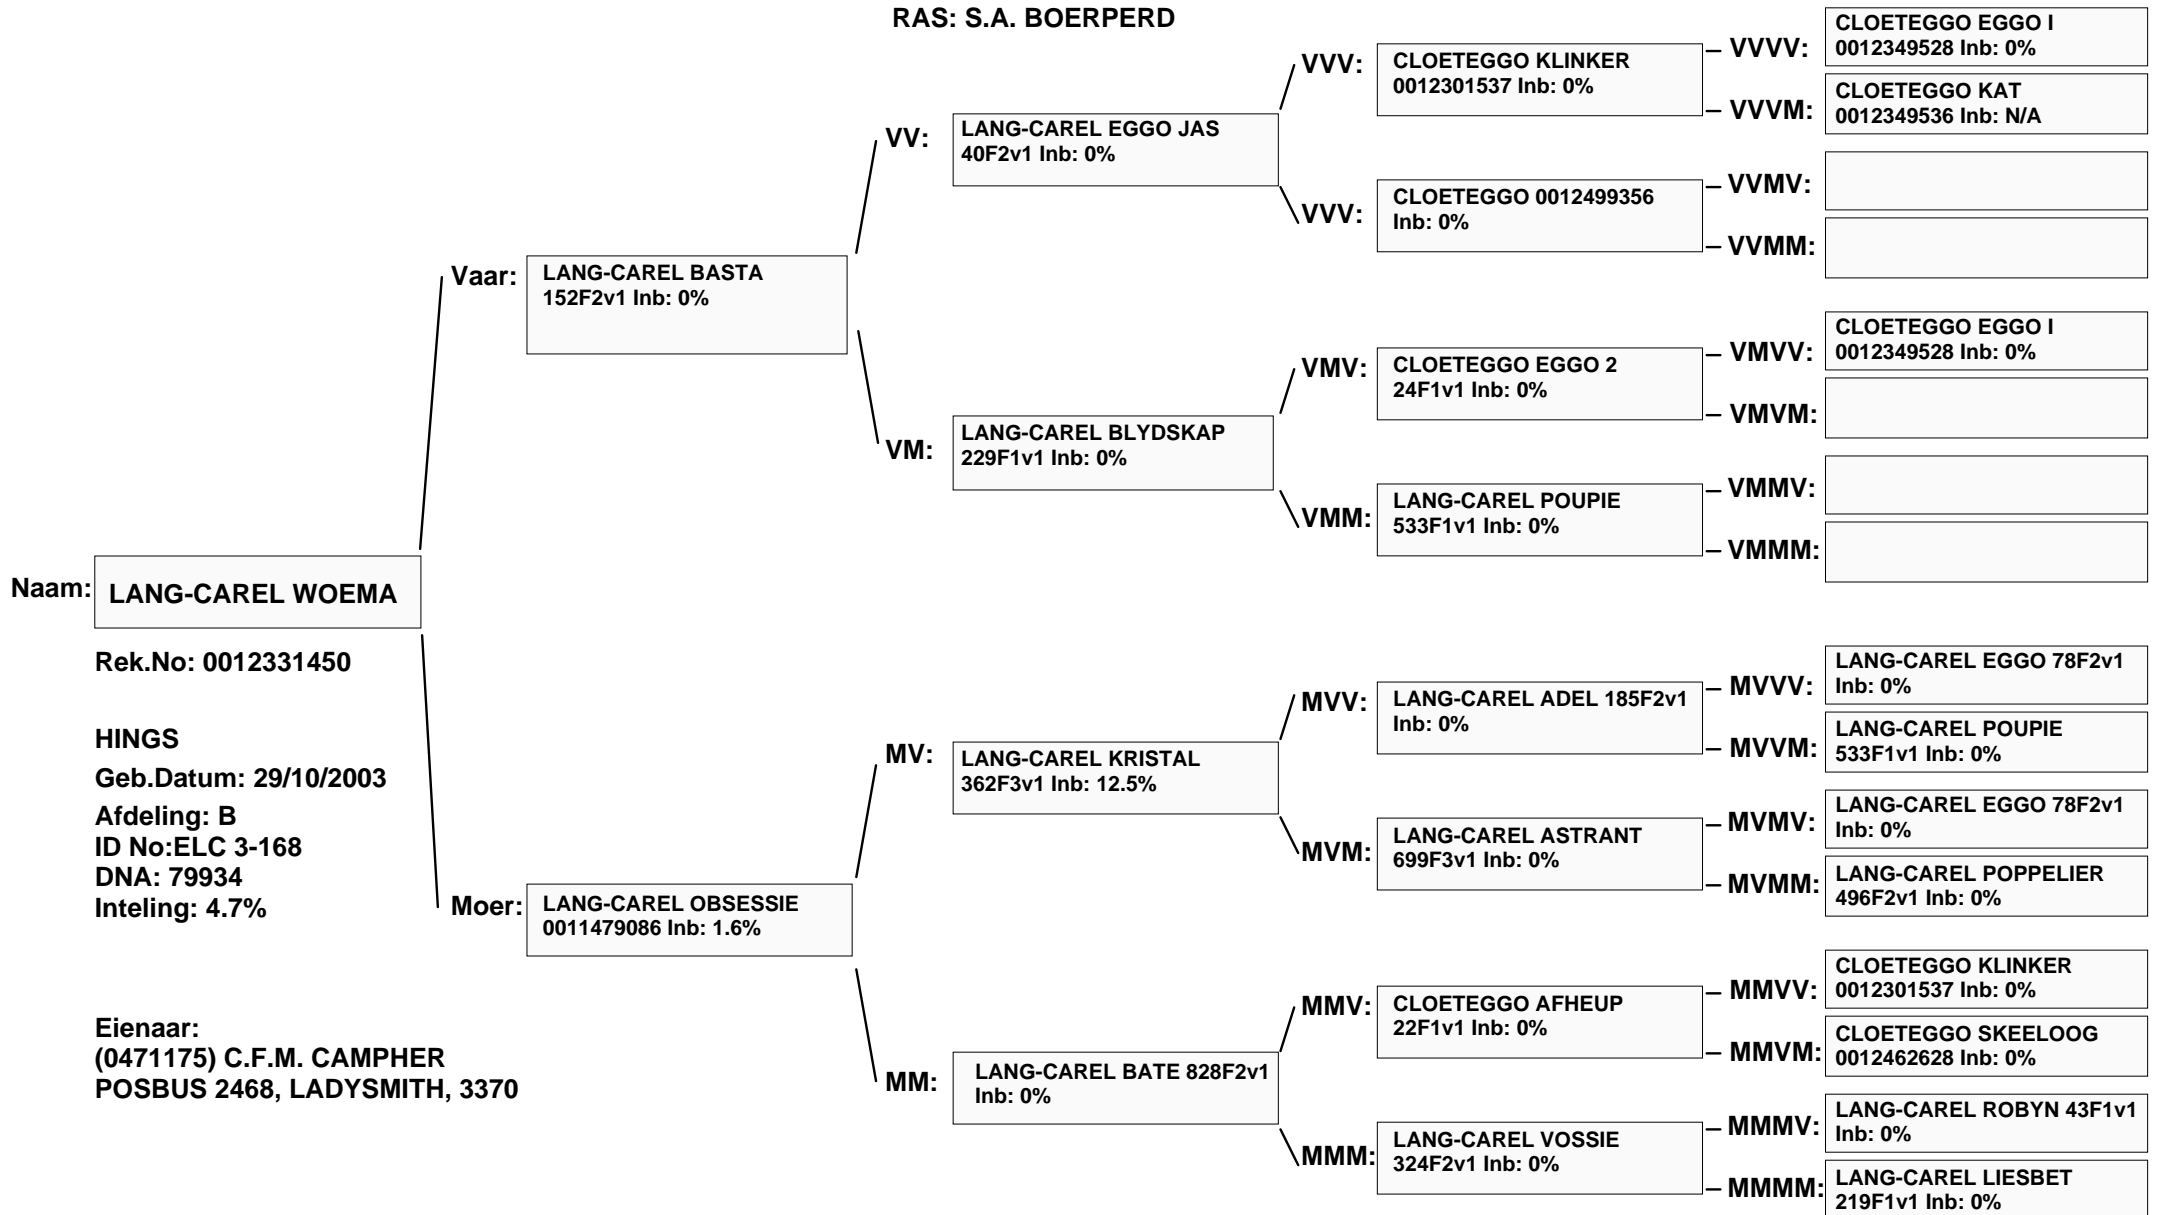 RAS: S.A. BOERPERD
Naam:
LANG-CAREL WOEMA
Rek.No: 0012331450
HINGS
Geb.Datum: 29/10/2003
Afdeling: B
ID No:ELC 3-168
DNA: 79934
Inteling: 4.7%
Eienaar:
(0471175) C.F.M. CAMPHER
POSBUS 2468, LADYSMITH, 3370
Vaar:
LANG-CAREL BASTA
152F2v1 Inb: 0%
Moer:
LANG-CAREL OBSESSIE
0011479086 Inb: 1.6%
VV:
LANG-CAREL EGGO JAS
40F2v1 Inb: 0%
VM:
LANG-CAREL BLYDSKAP
229F1v1 Inb: 0%
MV:
LANG-CAREL KRISTAL
362F3v1 Inb: 12.5%
MM:
LANG-CAREL BATE 828F2v1
Inb: 0%
VVV:
CLOETEGGO KLINKER
0012301537 Inb: 0%
VVV:
CLOETEGGO 0012499356
Inb: 0%
VMV:
CLOETEGGO EGGO 2
24F1v1 Inb: 0%
VMM:
LANG-CAREL POUPIE
533F1v1 Inb: 0%
MVV:
LANG-CAREL ADEL 185F2v1
Inb: 0%
MVM:
LANG-CAREL ASTRANT
699F3v1 Inb: 0%
MMV:
CLOETEGGO AFHEUP
22F1v1 Inb: 0%
MMM:
LANG-CAREL VOSSIE
324F2v1 Inb: 0%
VVVV:
CLOETEGGO EGGO I
0012349528 Inb: 0%
VVVM:
CLOETEGGO KAT
0012349536 Inb: N/A
VVMV:
VVMM:
VMVV:
CLOETEGGO EGGO I
0012349528 Inb: 0%
VMVM:
VMMV:
VMMM:
MVVV:
LANG-CAREL EGGO 78F2v1
Inb: 0%
MVVM:
LANG-CAREL POUPIE
533F1v1 Inb: 0%
MVMV:
LANG-CAREL EGGO 78F2v1
Inb: 0%
MVMM:
LANG-CAREL POPPELIER
496F2v1 Inb: 0%
MMVV:
CLOETEGGO KLINKER
0012301537 Inb: 0%
MMVM:
CLOETEGGO SKEELOOG
0012462628 Inb: 0%
MMMV:
LANG-CAREL ROBYN 43F1v1
Inb: 0%
MMMM:
LANG-CAREL LIESBET
219F1v1 Inb: 0%